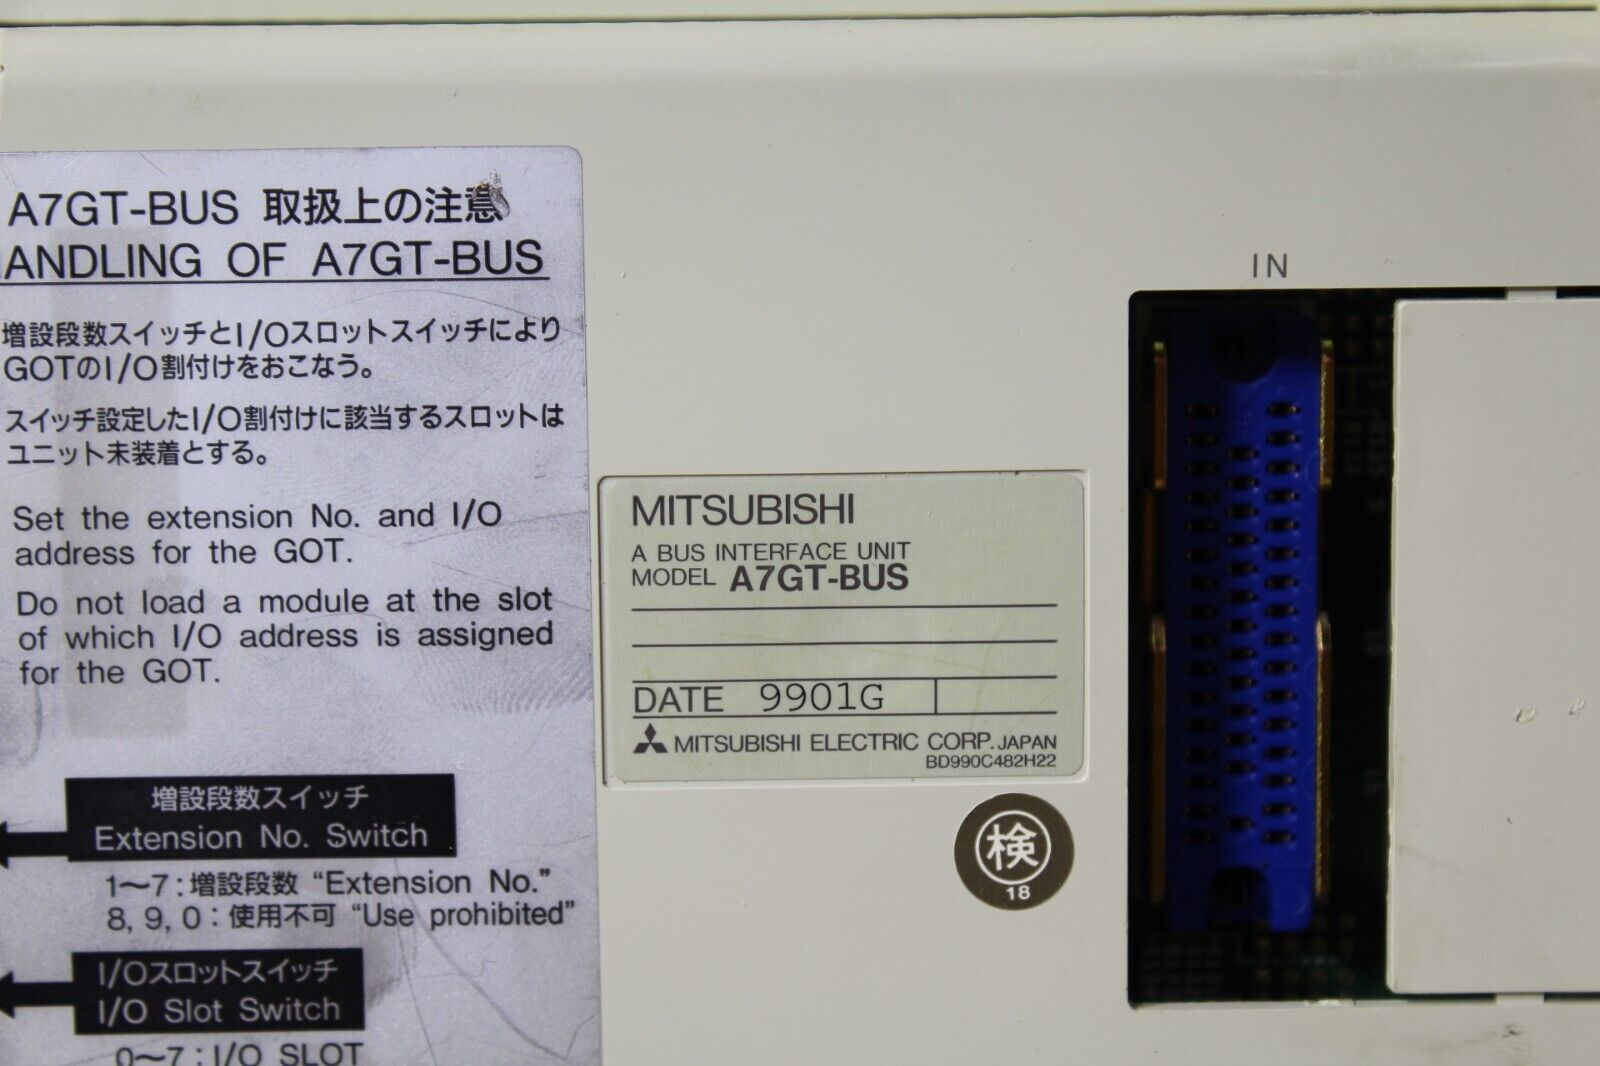 A7GT-BUS 取扱上の注意
HANDLING OF A7GT-BUS
増設段数スイッチとI/Oスロットスイッチにより
GOTのI/O割付けをおこなう。
スイッチ設定したI/O割付けに該当するスロットは
ユニット未装着とする。
Set the extension No. and I/O
address for the GOT.
Do not load a module at the slot
of which I/O address is assigned
for the GOT.
増設段数スイッチ
Extension No. Switch
1～7:増設段数 "Extension No."
8, 9, 0:使用不可 "Use prohibited"
I/Oスロットスイッチ
I/O Slot Switch
0～7:I/O SLOT
MITSUBISHI
A BUS INTERFACE UNIT
MODEL A7GT-BUS
DATE 9901G
MITSUBISHI ELECTRIC CORP. JAPAN
BD990C482H22
検
18
IN